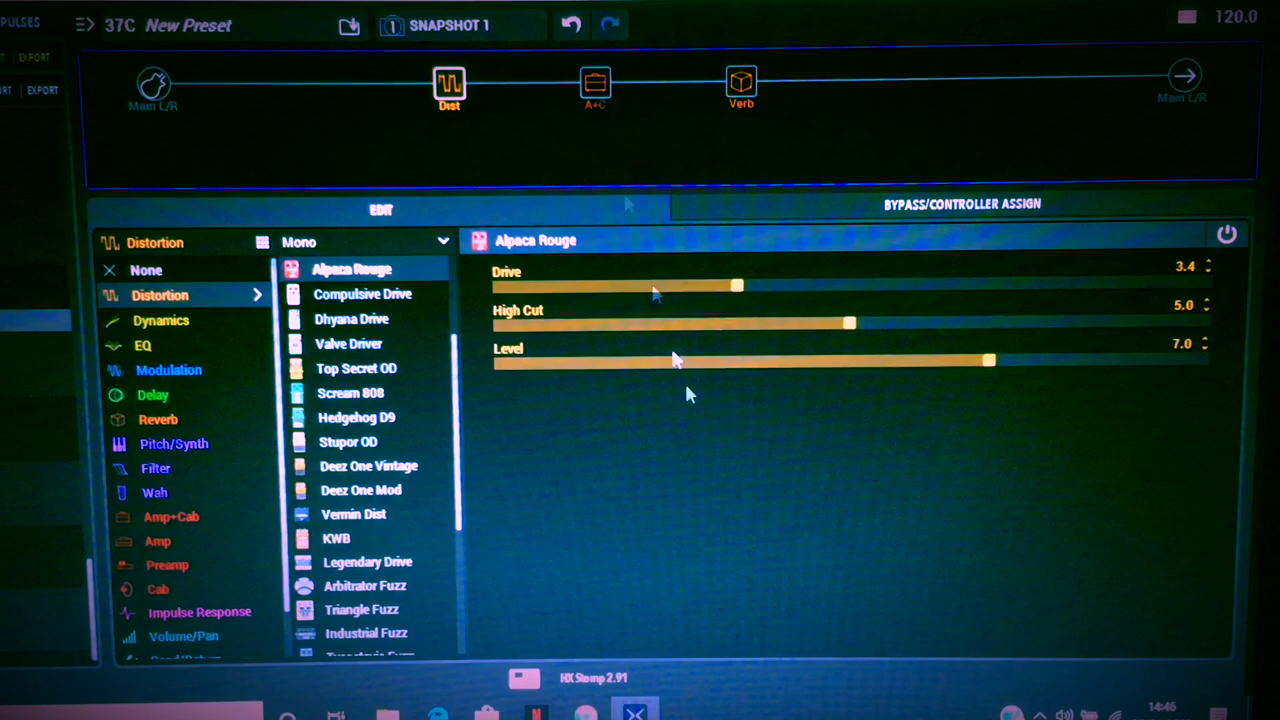 PULSES
37C New Preset
1 SNAPSHOT 1
120.0
EXPORT
RT EXPORT
Main L/R
Dist
A+C
Verb
Main L/R
EDIT
BYPASS/CONTROLLER ASSIGN
Distortion
Mono
Alpaca Rouge
None
Distortion
Dynamics
EQ
Modulation
Delay
Reverb
Pitch/Synth
Filter
Wah
Amp+Cab
Amp
Preamp
Cab
Impulse Response
Volume/Pan
Alpaca Rouge
Compulsive Drive
Dhyana Drive
Valve Driver
Top Secret OD
Scream 808
Hedgehog D9
Stupor OD
Deez One Vintage
Deez One Mod
Vermin Dist
KWB
Legendary Drive
Arbitrator Fuzz
Triangle Fuzz
Industrial Fuzz
Drive 3.4
High Cut 5.0
Level 7.0
HX Stomp 2.91
14:46